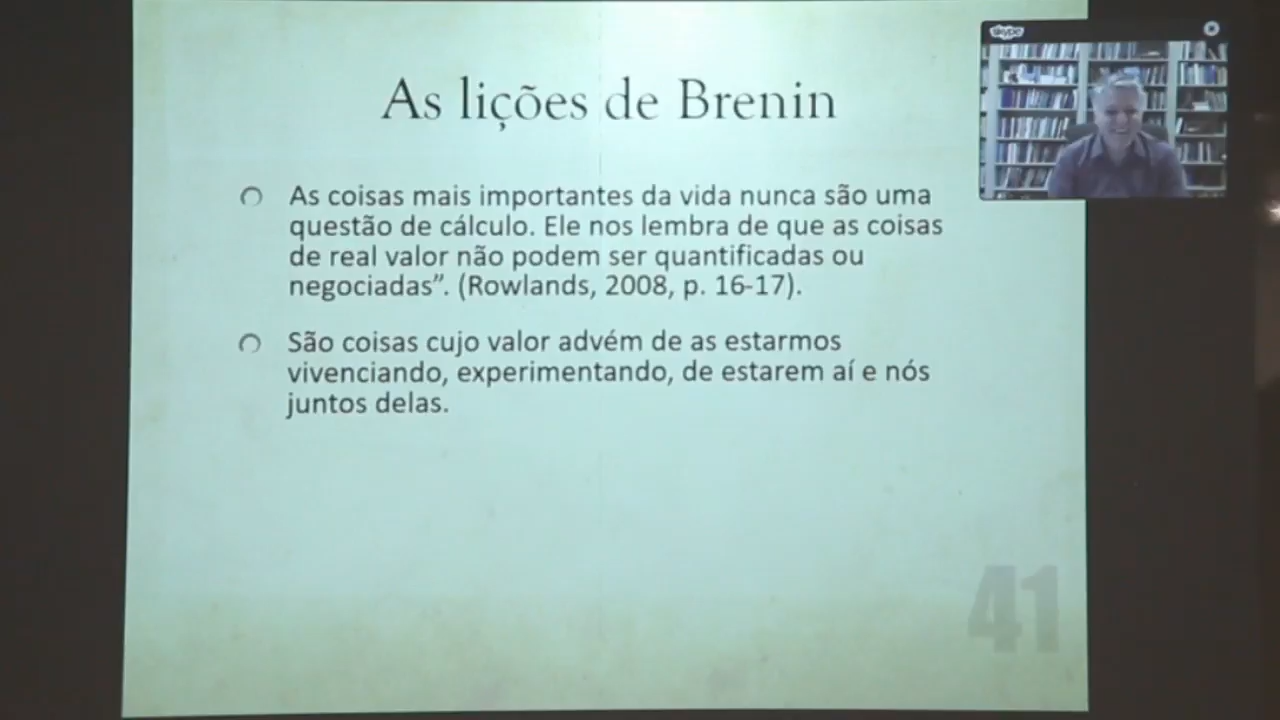 skype
As lições de Brenin
As coisas mais importantes da vida nunca são uma
questão de cálculo. Ele nos lembra de que as coisas
de real valor não podem ser quantificadas ou
negociadas”. (Rowlands, 2008, p. 16-17).
São coisas cujo valor advém de as estarmos
vivenciando, experimentando, de estarem aí e nós
juntos delas.
41